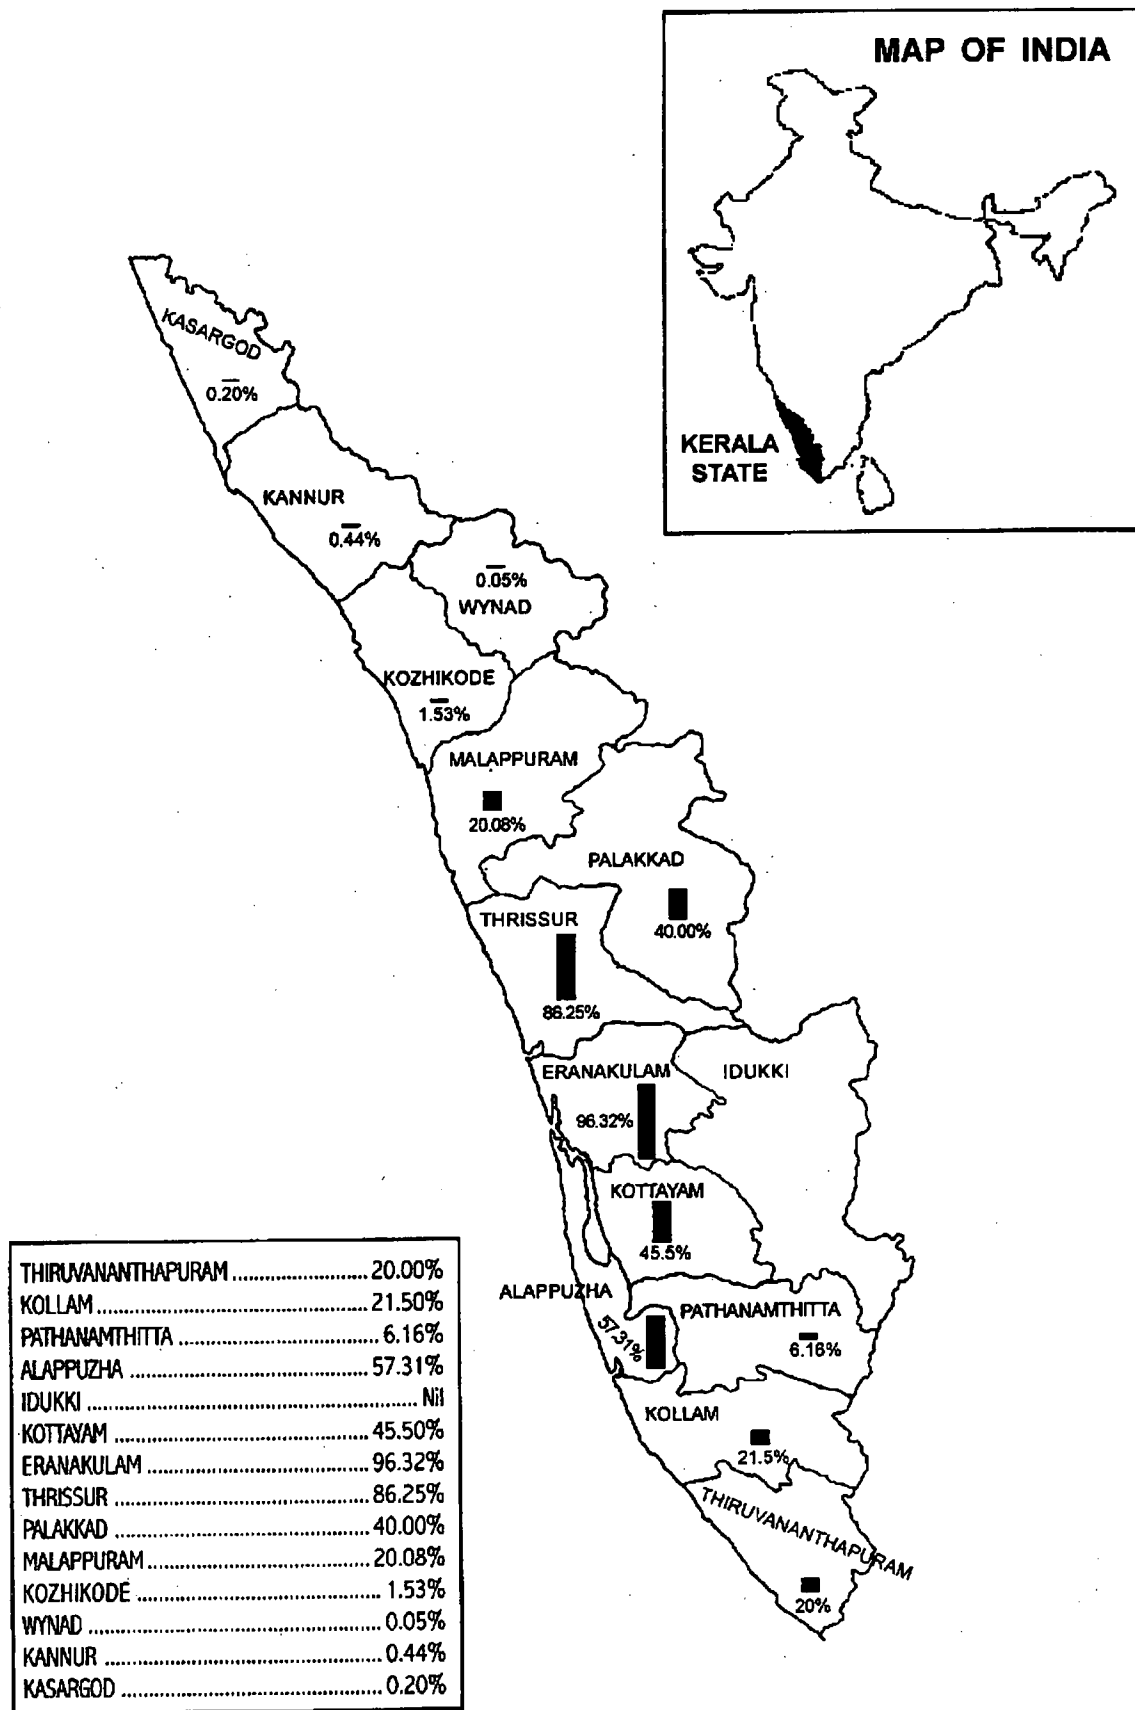 MAP OF INDIA
KERALA
STATE
KASARGOD
0.20%
KANNUR
0.44%
0.05%
WYNAD
KOZHIKODE
1.53%
MALAPPURAM
20.08%
PALAKKAD
40.00%
THRISSUR
86.25%
ERANAKULAM
96.32%
IDUKKI
KOTTAYAM
45.5%
ALAPPUZHA
57.31%
PATHANAMTHITTA
6.16%
KOLLAM
21.5%
THIRUVANANTHAPURAM
20%
THIRUVANANTHAPURAM ........................ 20.00%
KOLLAM ................................................ 21.50%
PATHANAMTHITTA ................................... 6.16%
ALAPPUZHA .......................................... 57.31%
IDUKKI .......................................................... Nil
KOTTAYAM ............................................ 45.50%
ERANAKULAM ....................................... 96.32%
THRISSUR ............................................ 86.25%
PALAKKAD ............................................ 40.00%
MALAPPURAM ....................................... 20.08%
KOZHIKODE .......................................... 1.53%
WYNAD .................................................. 0.05%
KANNUR ................................................ 0.44%
KASARGOD ............................................. 0.20%